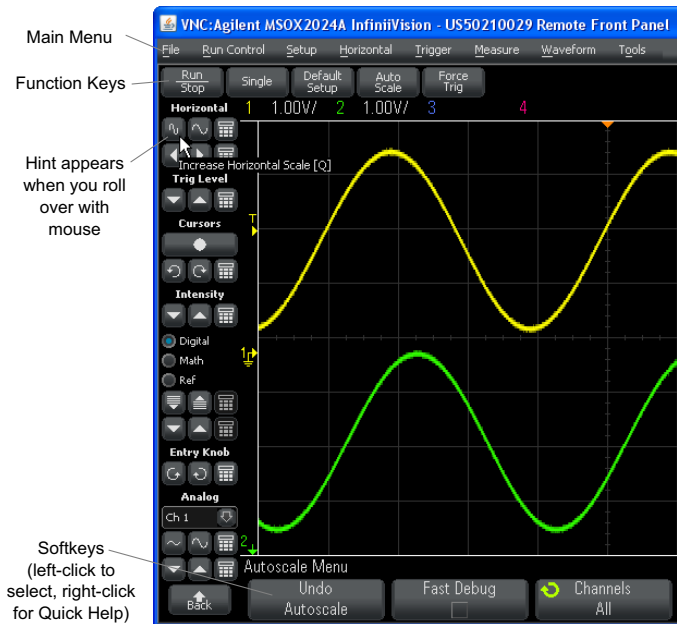 VNC:Agilent MSOX2024A InfiniiVision - US50210029 Remote Front Panel
Main Menu
File Run Control Setup Horizontal Trigger Measure Waveform Tools
Function Keys
Run Stop
Single
Default Setup
Auto Scale
Force Trig
Horizontal
1 1.00V/ 2 1.00V/ 3 4
Hint appears
when you roll
over with
mouse
Increase Horizontal Scale [Q]
Trig Level
T
Cursors
Intensity
Digital
Math
Ref
1
Entry Knob
Analog
Ch 1
2
Softkeys
(left-click to
select, right-click
for Quick Help)
Autoscale Menu
Back
Undo
Autoscale
Fast Debug
Channels
All